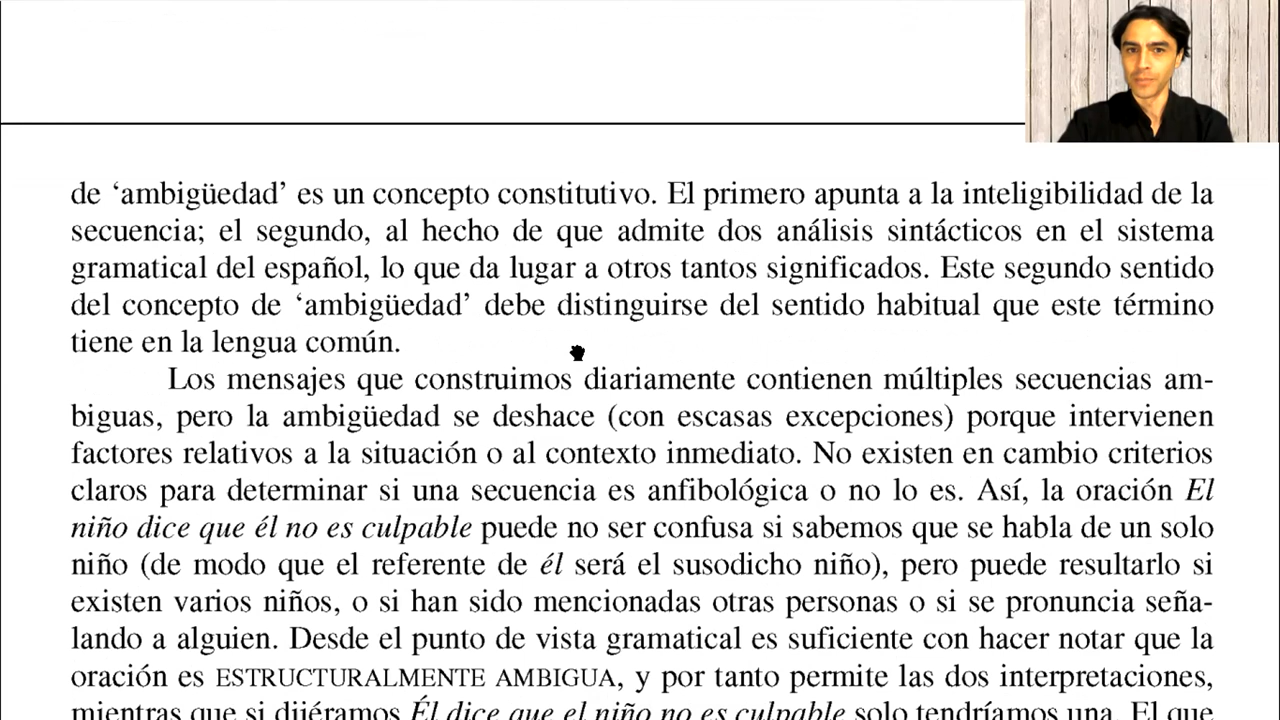 de ‘ambigüedad’ es un concepto constitutivo. El primero apunta a la inteligibilidad de la
secuencia; el segundo, al hecho de que admite dos análisis sintácticos en el sistema
gramatical del español, lo que da lugar a otros tantos significados. Este segundo sentido
del concepto de ‘ambigüedad’ debe distinguirse del sentido habitual que este término
tiene en la lengua común.
Los mensajes que construimos diariamente contienen múltiples secuencias am-
biguas, pero la ambigüedad se deshace (con escasas excepciones) porque intervienen
factores relativos a la situación o al contexto inmediato. No existen en cambio criterios
claros para determinar si una secuencia es anfibológica o no lo es. Así, la oración El
niño dice que él no es culpable puede no ser confusa si sabemos que se habla de un solo
niño (de modo que el referente de él será el susodicho niño), pero puede resultarlo si
existen varios niños, o si han sido mencionadas otras personas o si se pronuncia seña-
lando a alguien. Desde el punto de vista gramatical es suficiente con hacer notar que la
oración es ESTRUCTURALMENTE AMBIGUA, y por tanto permite las dos interpretaciones,
mientras que si dijéramos Él dice que el niño no es culpable solo tendríamos una. El que